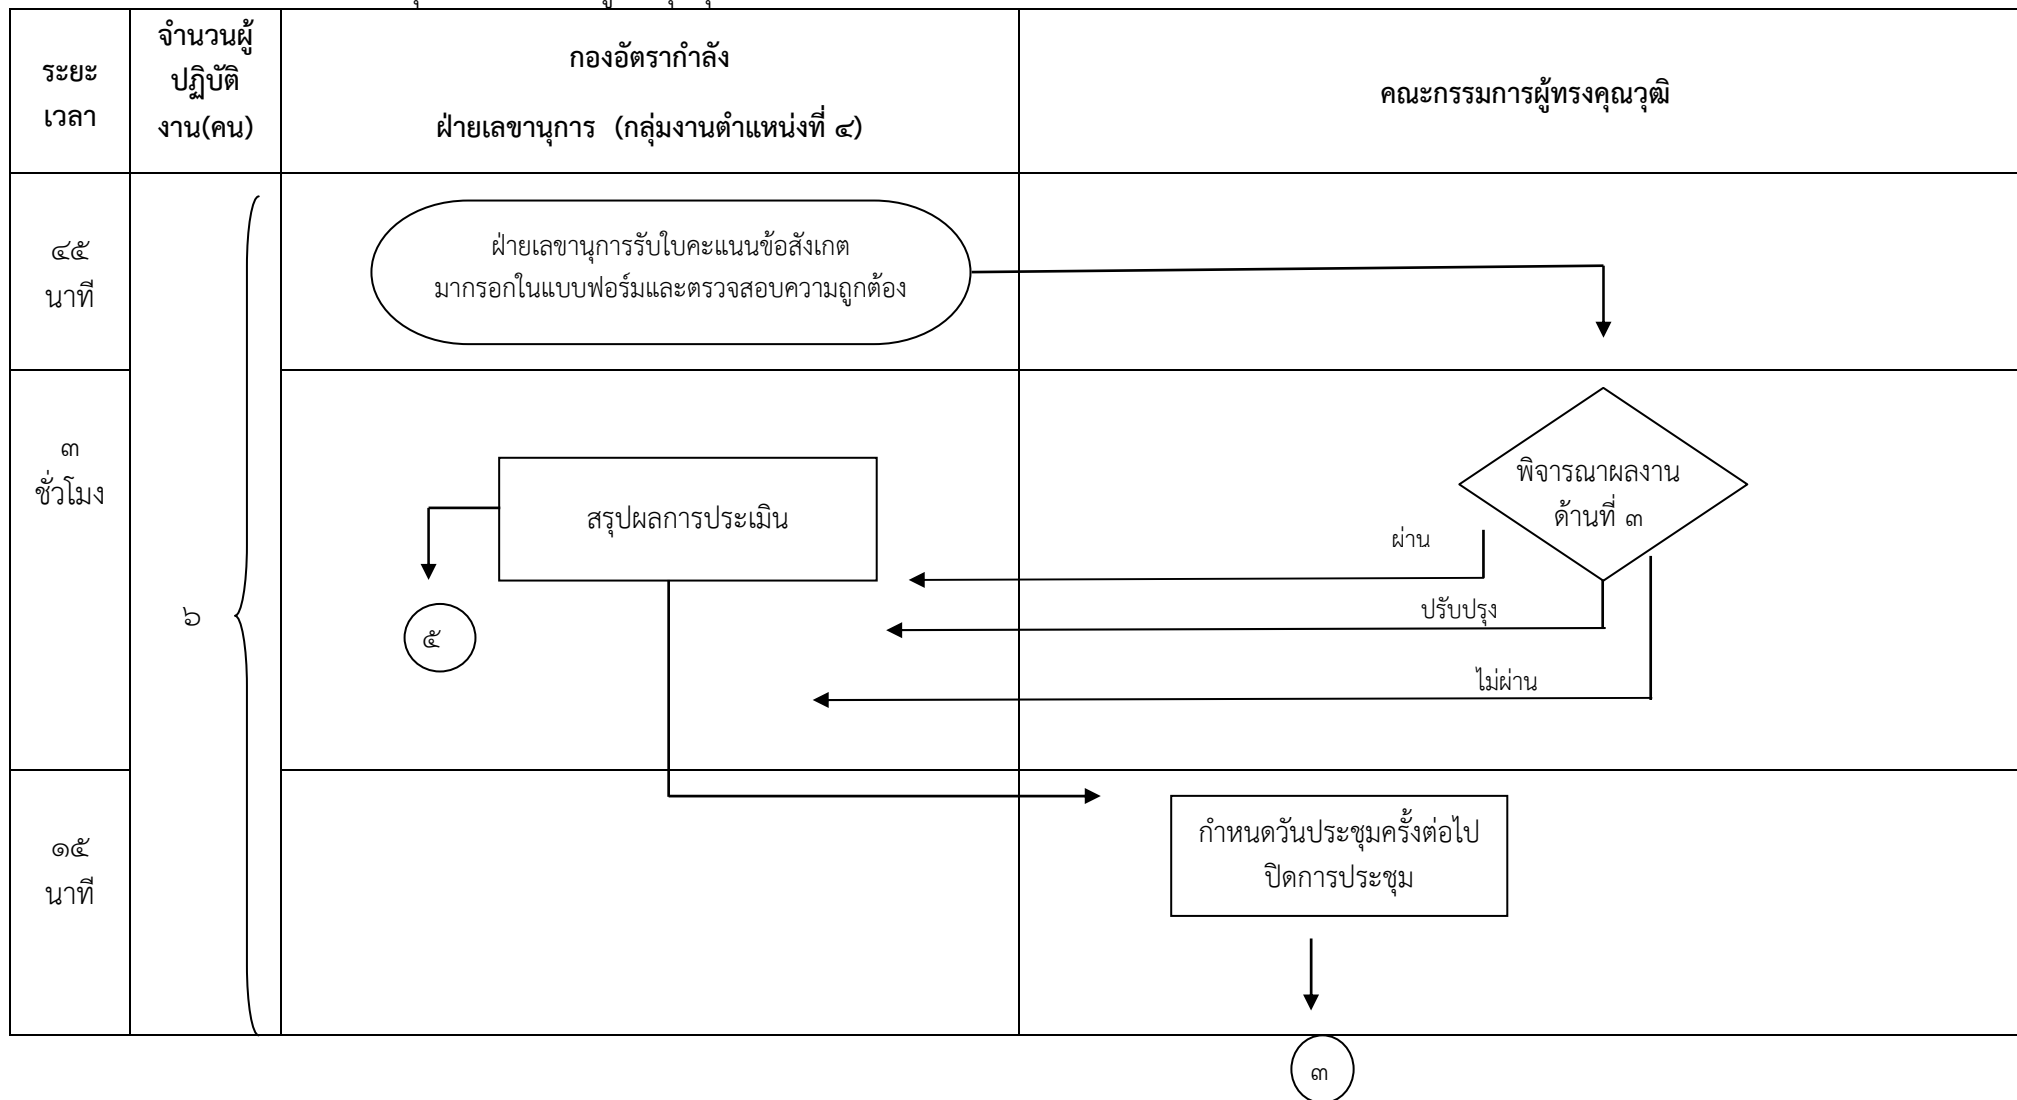 ระยะ
เวลา
จำนวนผู้
ปฏิบัติ
งาน(คน)
กองอัตรากำลัง
ฝ่ายเลขานุการ (กลุ่มงานตำแหน่งที่ ๔)
คณะกรรมการผู้ทรงคุณวุฒิ
๔๕
นาที
ฝ่ายเลขานุการรับใบคะแนนข้อสังเกต
มากรอกในแบบฟอร์มและตรวจสอบความถูกต้อง
๓
ชั่วโมง
๖
สรุปผลการประเมิน
๕
พิจารณาผลงาน
ด้านที่ ๓
ผ่าน
ปรับปรุง
ไม่ผ่าน
๑๕
นาที
กำหนดวันประชุมครั้งต่อไป
ปิดการประชุม
๓